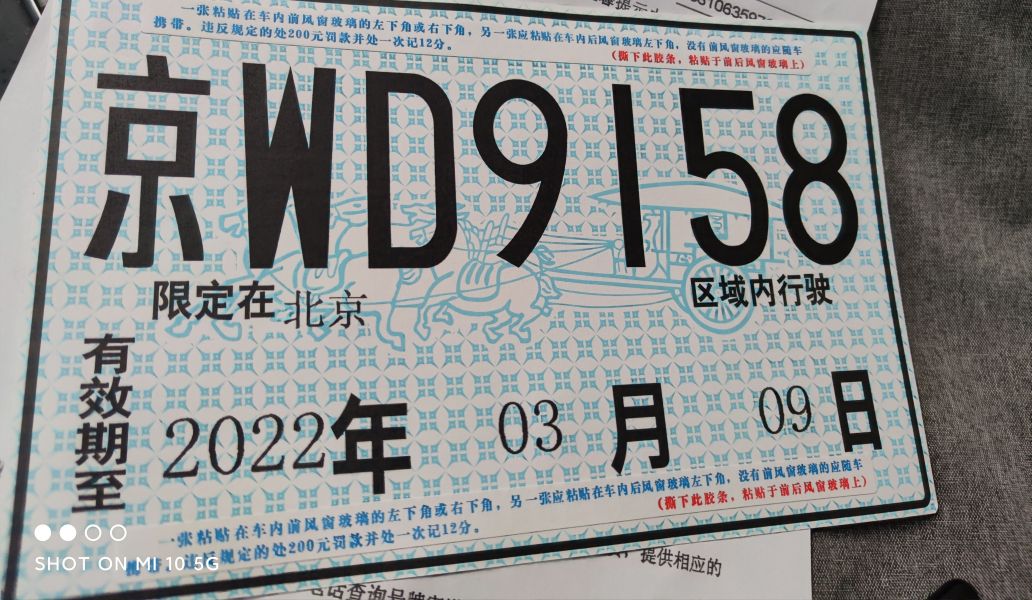 一张粘贴在车内前风窗玻璃的左下角或右下角，另一张应粘贴在车内后风窗玻璃左下角，没有前风窗玻璃的应随车
携带。违反规定的处200元罚款并处一次记12分。
（撕下此胶条，粘贴于前后风窗玻璃上）
京WD9158
限定在 北京 区域内行驶
有效期至
2022年 03 月 09 日
一张粘贴在车内前风窗玻璃的左下角或右下角，另一张应粘贴在车内后风窗玻璃左下角，没有前风窗玻璃的应随车
携带。违反规定的处200元罚款并处一次记12分。
（撕下此胶条，粘贴于前后风窗玻璃上）
SHOT ON MI 10 5G
提供相应的